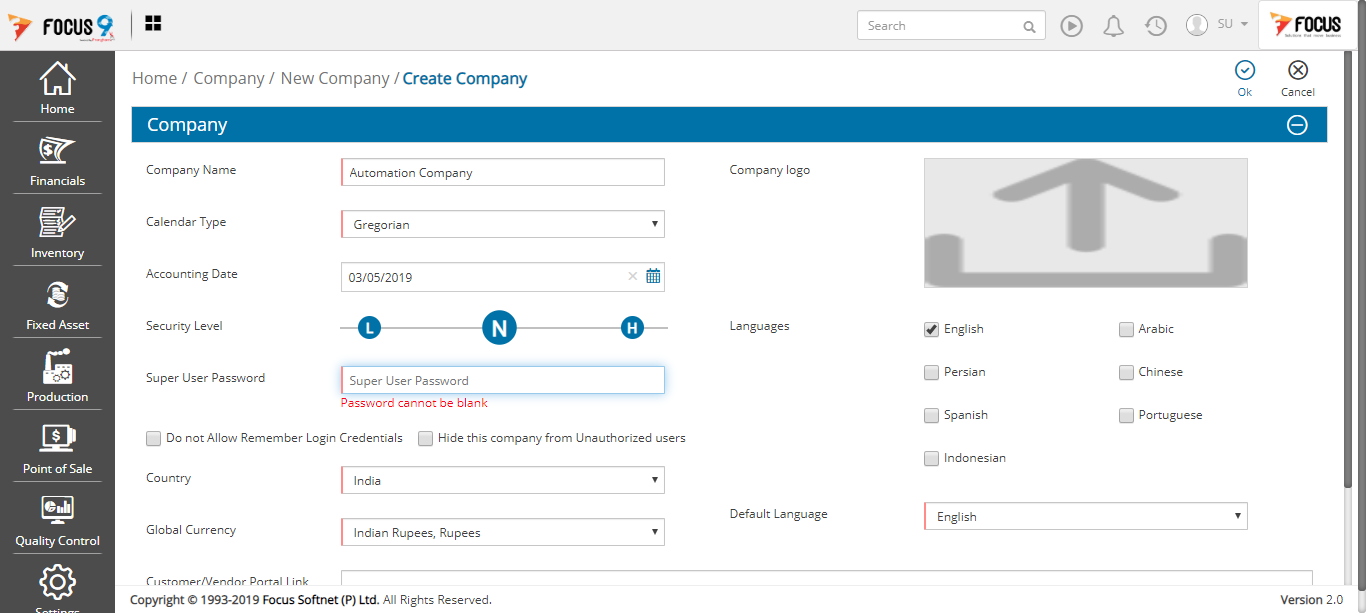 FOCUS 9
Search
SU
FOCUS
Home
Financials
Inventory
Fixed Asset
Production
Point of Sale
Quality Control
Settings
Home / Company / New Company / Create Company
Ok
Cancel
Company
Company Name
Automation Company
Calendar Type
Gregorian
Accounting Date
03/05/2019
Security Level
L N H
Super User Password
Super User Password
Password cannot be blank
Do not Allow Remember Login Credentials Hide this company from Unauthorized users
Country
India
Global Currency
Indian Rupees, Rupees
Customer/Vendor Portal Link
Company logo
Languages
English Arabic
Persian Chinese
Spanish Portuguese
Indonesian
Default Language
English
Copyright © 1993-2019 Focus Softnet (P) Ltd. All Rights Reserved.
Version 2.0